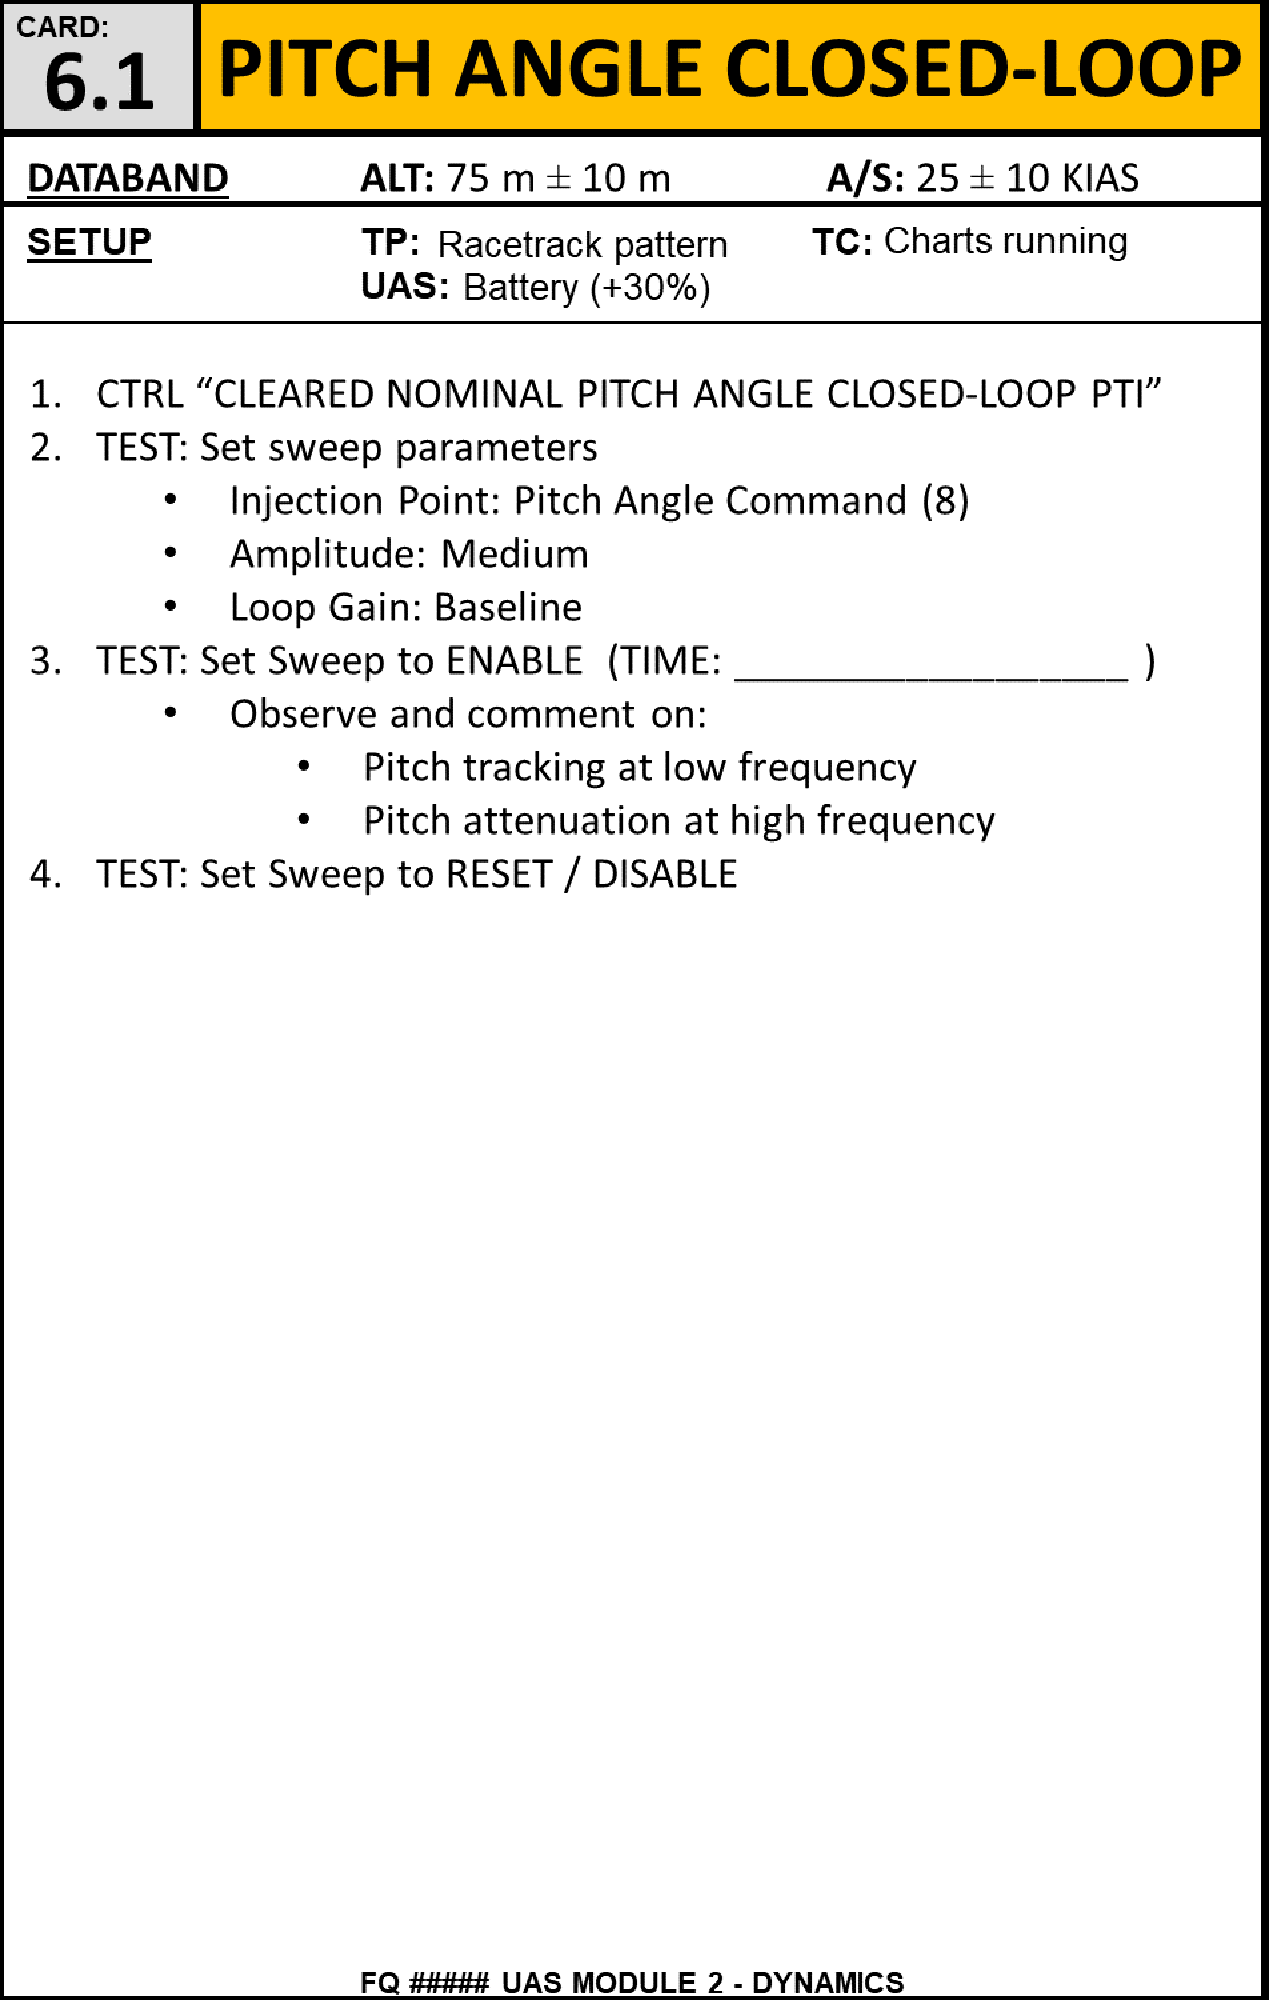 CARD:
6.1
PITCH ANGLE CLOSED-LOOP
DATABAND ALT: 75 m ± 10 m A/S: 25 ± 10 KIAS
SETUP TP: Racetrack pattern TC: Charts running
UAS: Battery (+30%)
1. CTRL “CLEARED NOMINAL PITCH ANGLE CLOSED-LOOP PTI”
2. TEST: Set sweep parameters
• Injection Point: Pitch Angle Command (8)
• Amplitude: Medium
• Loop Gain: Baseline
3. TEST: Set Sweep to ENABLE (TIME: _________________ )
• Observe and comment on:
• Pitch tracking at low frequency
• Pitch attenuation at high frequency
4. TEST: Set Sweep to RESET / DISABLE
FQ ##### UAS MODULE 2 - DYNAMICS